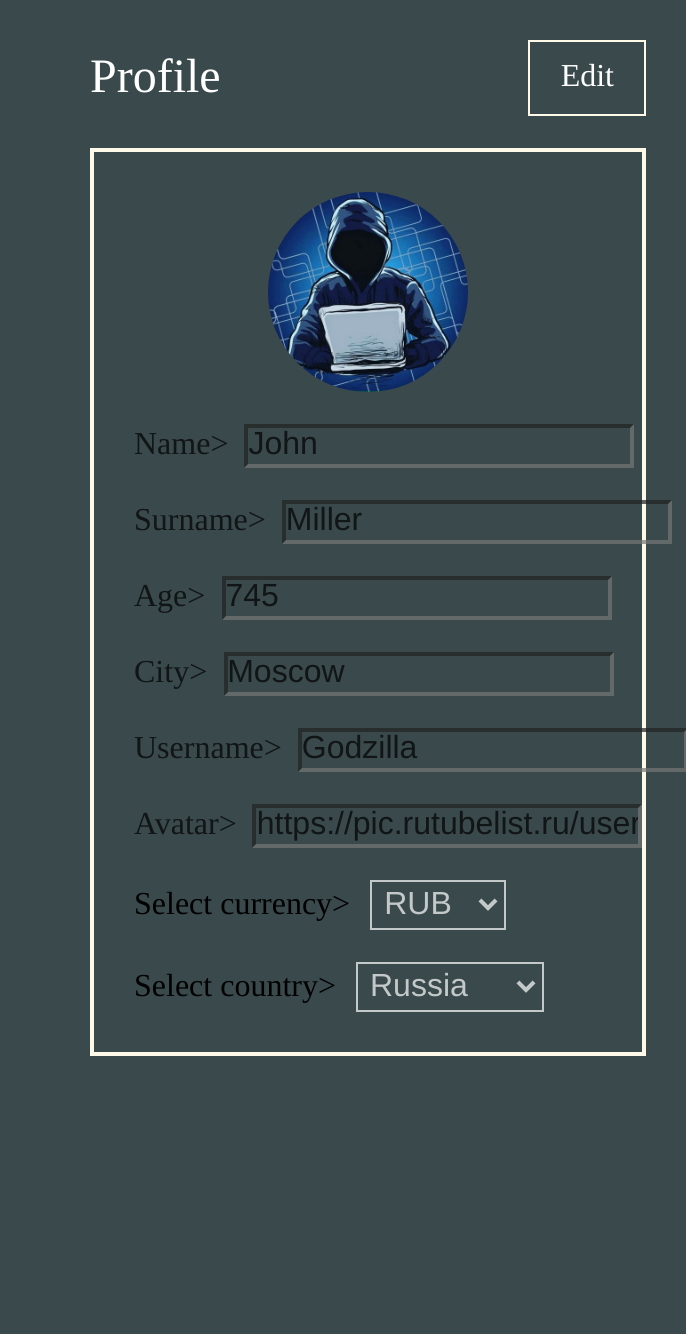 Profile
Edit
Name> John
Surname> Miller
Age> 745
City> Moscow
Username> Godzilla
Avatar> https://pic.rutubelist.ru/user
Select currency> RUB
Select country> Russia